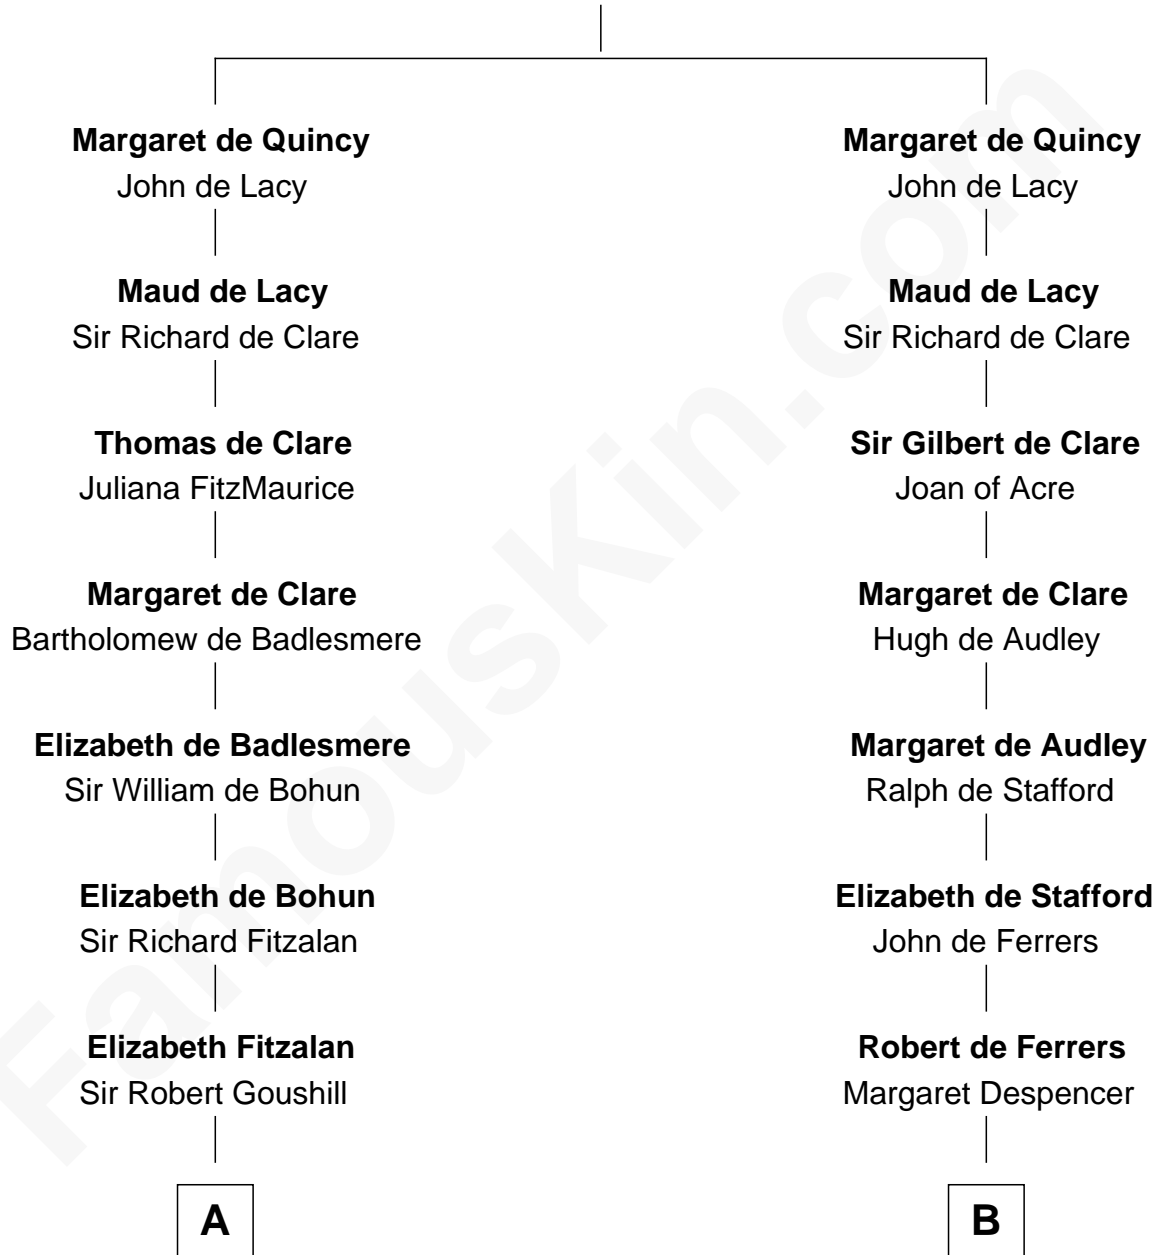 Margaret de Quincy
John de Lacy
Maud de Lacy
Sir Richard de Clare
Thomas de Clare
Juliana FitzMaurice
Margaret de Clare
Bartholomew de Badlesmere
Elizabeth de Badlesmere
Sir William de Bohun
Elizabeth de Bohun
Sir Richard Fitzalan
Elizabeth Fitzalan
Sir Robert Goushill
A
Margaret de Quincy
John de Lacy
Maud de Lacy
Sir Richard de Clare
Sir Gilbert de Clare
Joan of Acre
Margaret de Clare
Hugh de Audley
Margaret de Audley
Ralph de Stafford
Elizabeth de Stafford
John de Ferrers
Robert de Ferrers
Margaret Despencer
B
FamousKin.com